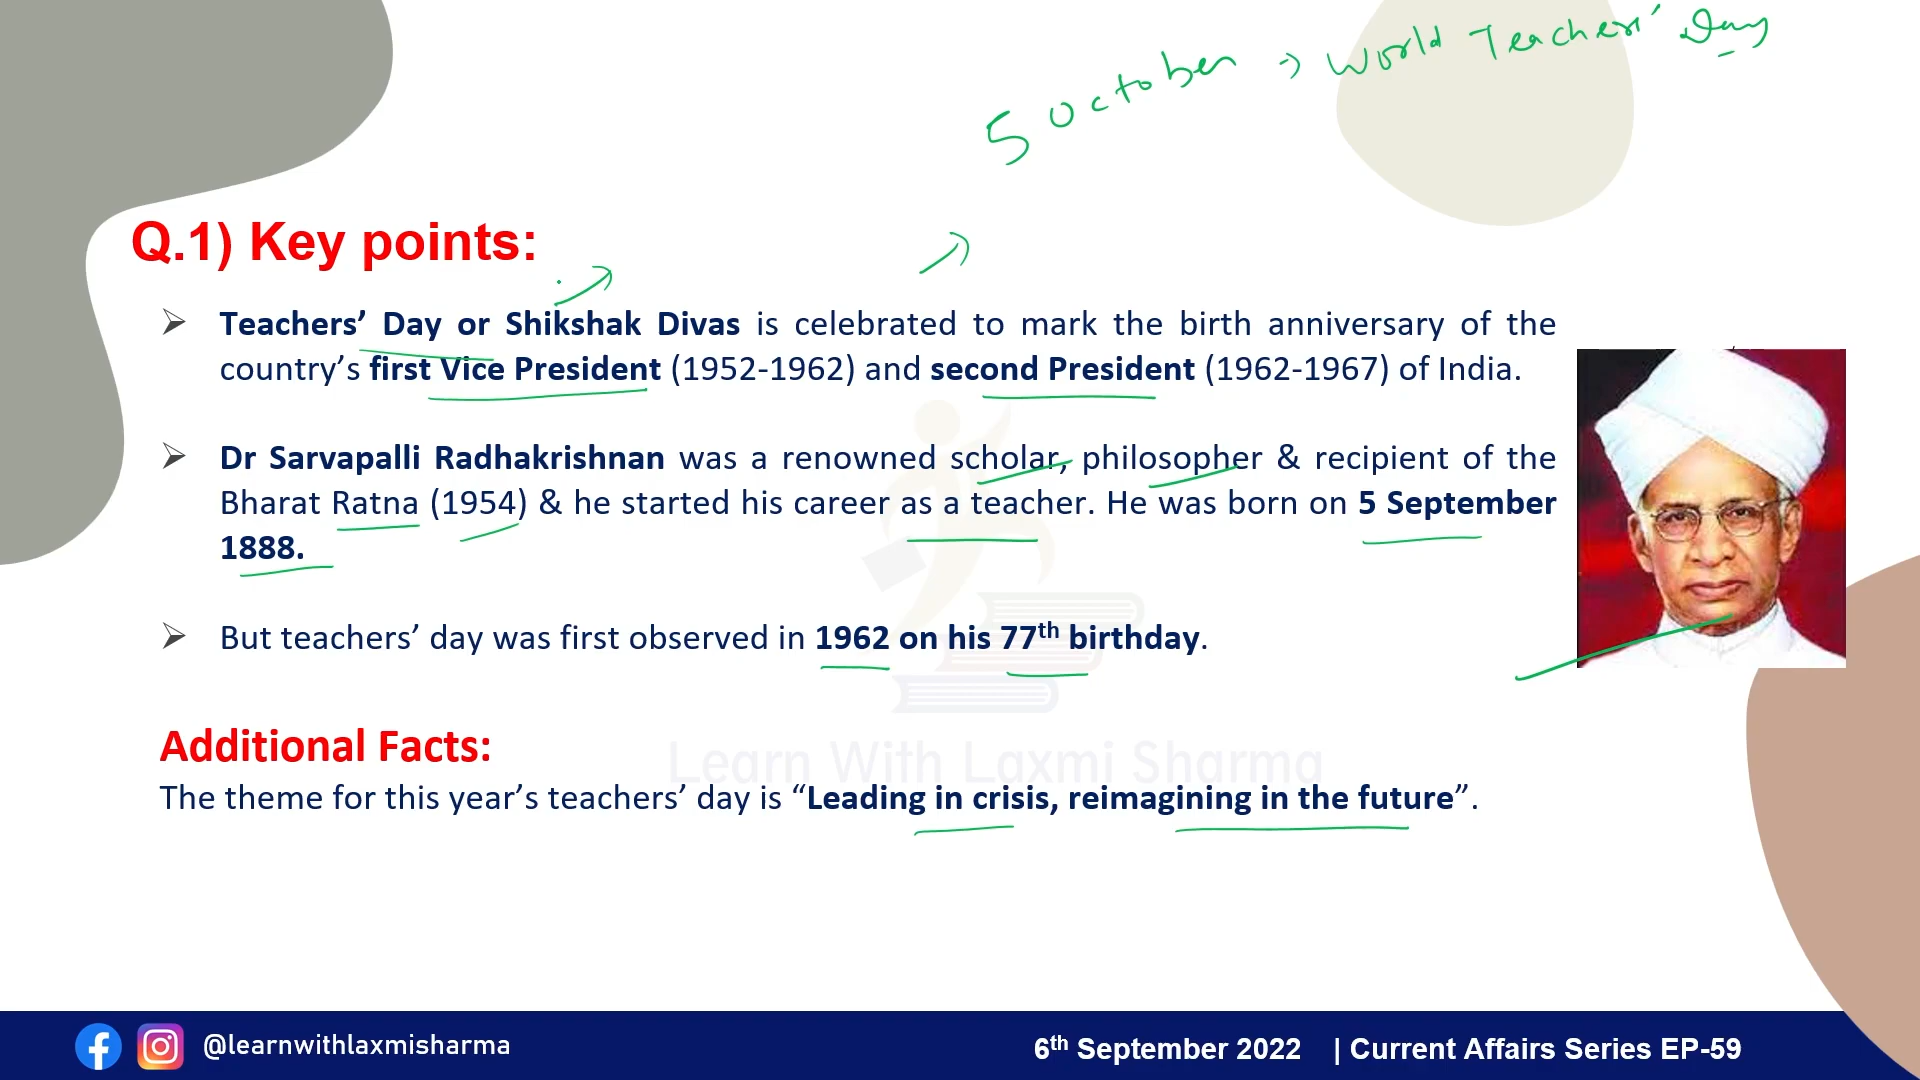 5 October → World Teachers' Day
Q.1) Key points:
➢ Teachers’ Day or Shikshak Divas is celebrated to mark the birth anniversary of the
country’s first Vice President (1952-1962) and second President (1962-1967) of India.
➢ Dr Sarvapalli Radhakrishnan was a renowned scholar, philosopher & recipient of the
Bharat Ratna (1954) & he started his career as a teacher. He was born on 5 September
1888.
➢ But teachers’ day was first observed in 1962 on his 77th birthday.
Learn With Laxmi Sharma
Additional Facts:
The theme for this year’s teachers’ day is “Leading in crisis, reimagining in the future”.
@learnwithlaxmisharma
6th September 2022 | Current Affairs Series EP-59